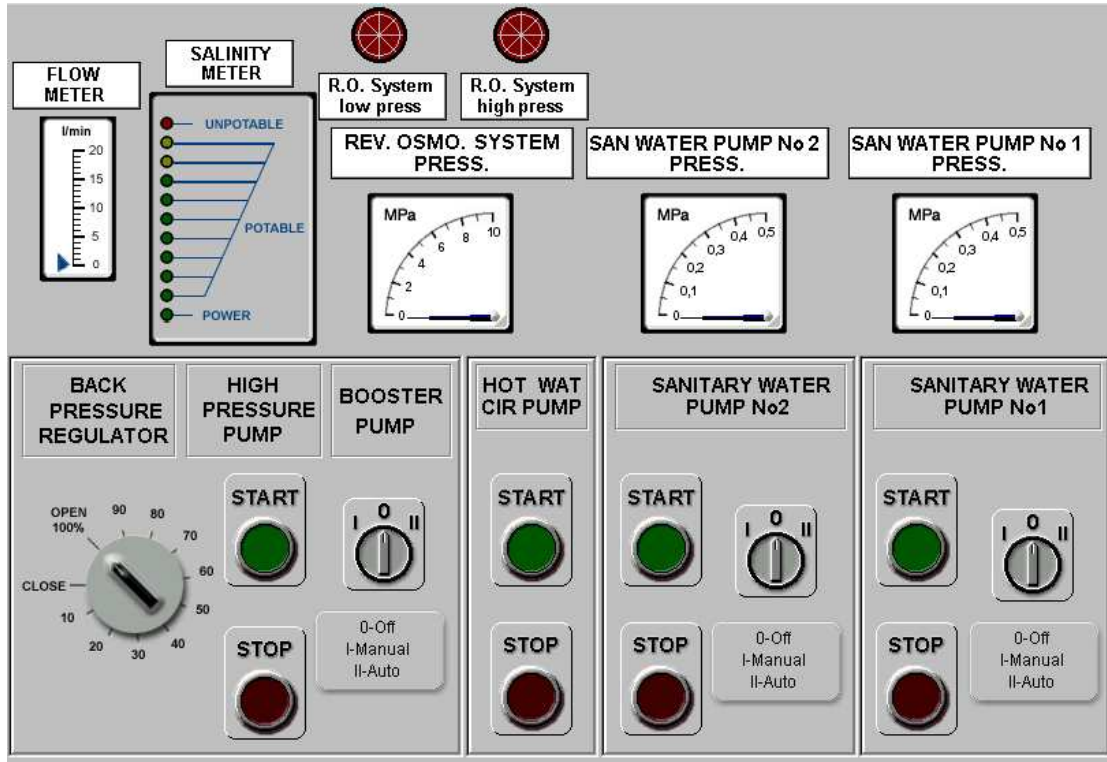 FLOW
METER
SALINITY
METER
R.O. System
low press
R.O. System
high press
REV. OSMO. SYSTEM
PRESS.
SAN WATER PUMP No 2
PRESS.
SAN WATER PUMP No 1
PRESS.
l/min
20
15
10
5
0
UNPOTABLE
POTABLE
POWER
MPa
0
2
4
6
8
10
MPa
0
0,1
0,2
0,3
0,4
0,5
MPa
0
0,1
0,2
0,3
0,4
0,5
BACK
PRESSURE
REGULATOR
HIGH
PRESSURE
PUMP
BOOSTER
PUMP
HOT WAT
CIR PUMP
SANITARY WATER
PUMP No2
SANITARY WATER
PUMP No1
OPEN
100%
90
80
70
60
50
40
30
20
10
CLOSE
START
STOP
I 0 II
0-Off
I-Manual
II-Auto
START
STOP
START
STOP
I 0 II
0-Off
I-Manual
II-Auto
START
STOP
I 0 II
0-Off
I-Manual
II-Auto